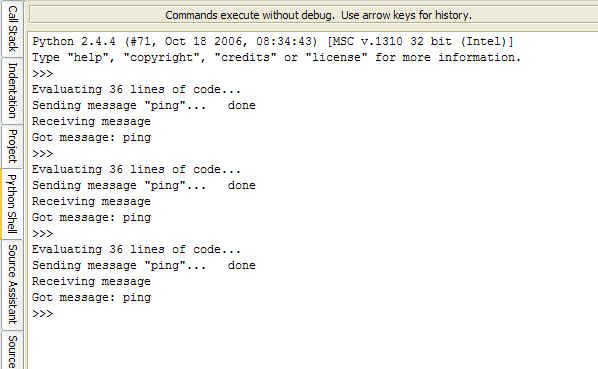 Commands execute without debug.  Use arrow keys for history.
Python 2.4.4 (#71, Oct 18 2006, 08:34:43) [MSC v.1310 32 bit (Intel)]
Type "help", "copyright", "credits" or "license" for more information.
>>>
Evaluating 36 lines of code...
Sending message "ping"...   done
Receiving message
Got message: ping
>>>
Evaluating 36 lines of code...
Sending message "ping"...   done
Receiving message
Got message: ping
>>>
Evaluating 36 lines of code...
Sending message "ping"...   done
Receiving message
Got message: ping
>>>
Call Stack
Indentation
Project
Python Shell
Source Assistant
Source